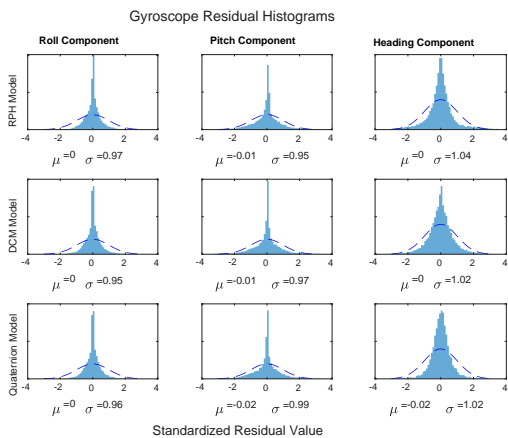 Gyroscope Residual Histograms
Roll Component Pitch Component Heading Component
RPH Model
-4 -2 0 2 4 -4 -2 0 2 4 -4 -2 0 2 4
μ=0 σ=0.97 μ=-0.01 σ=0.95 μ=0 σ=1.04
DCM Model
-4 -2 0 2 4 -4 -2 0 2 4 -4 -2 0 2 4
μ=0 σ=0.95 μ=-0.01 σ=0.97 μ=0 σ=1.02
Quaternion Model
-4 -2 0 2 4 -4 -2 0 2 4 -4 -2 0 2 4
μ=0 σ=0.96 μ=-0.02 σ=0.99 μ=-0.02 σ=1.02
Standardized Residual Value